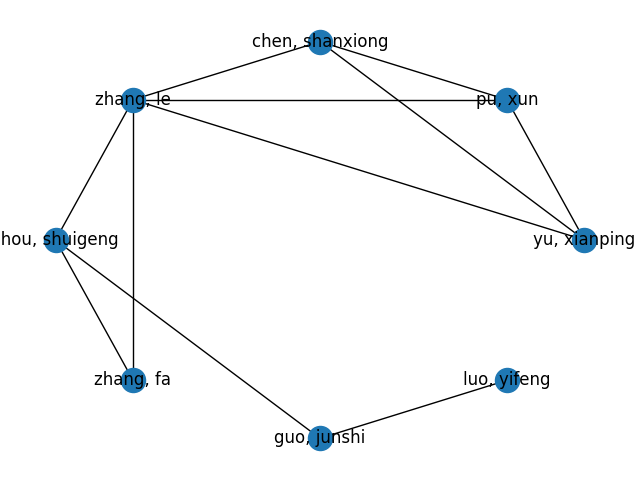 chen, shanxiong
zhang, le
pu, xun
hou, shuigeng
yu, xianping
zhang, fa
luo, yifeng
guo, junshi